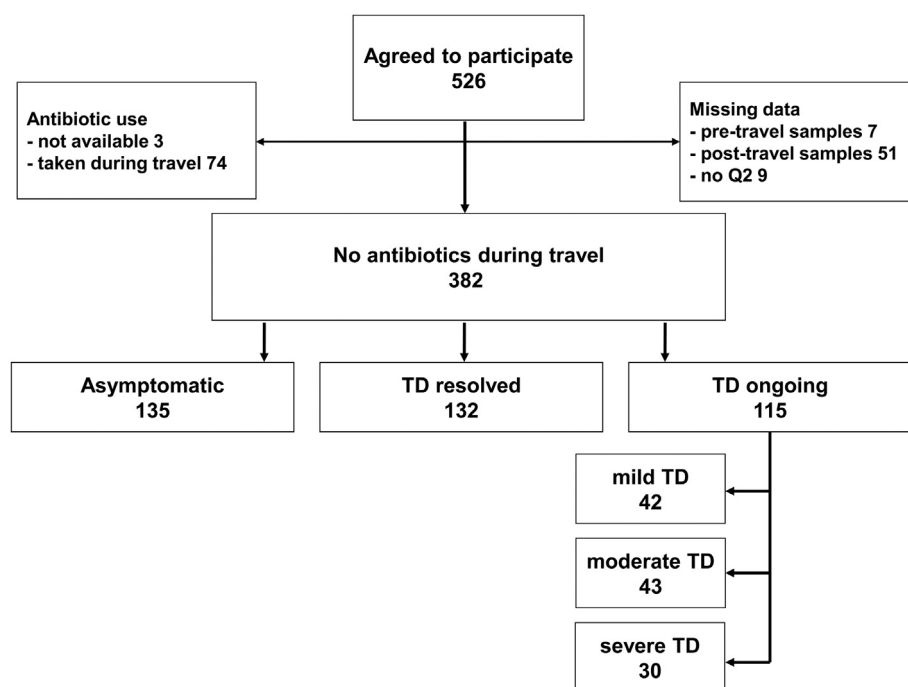 Agreed to participate
526
Antibiotic use
- not available 3
- taken during travel 74
Missing data
- pre-travel samples 7
- post-travel samples 51
- no Q2 9
No antibiotics during travel
382
Asymptomatic
135
TD resolved
132
TD ongoing
115
mild TD
42
moderate TD
43
severe TD
30